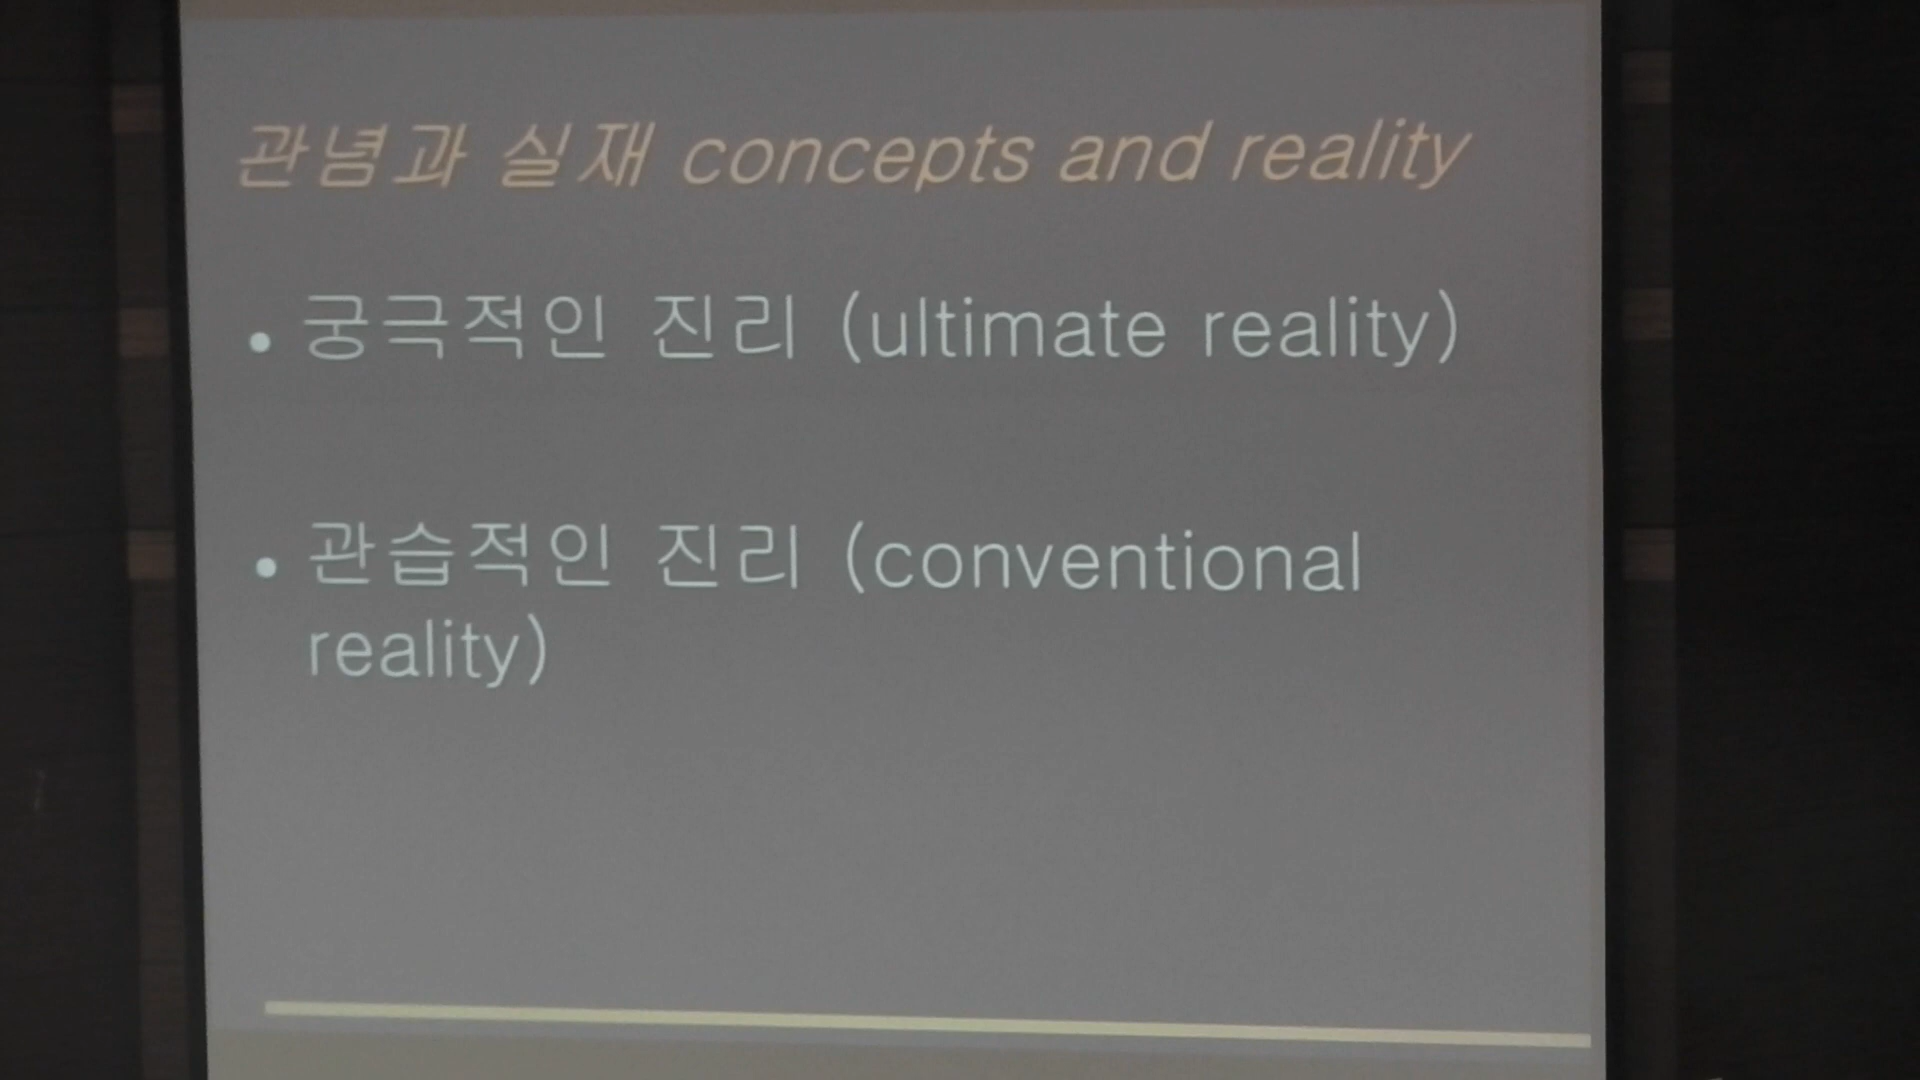 관념과 실재 concepts and reality
• 궁극적인 진리 (ultimate reality)
• 관습적인 진리 (conventional
reality)